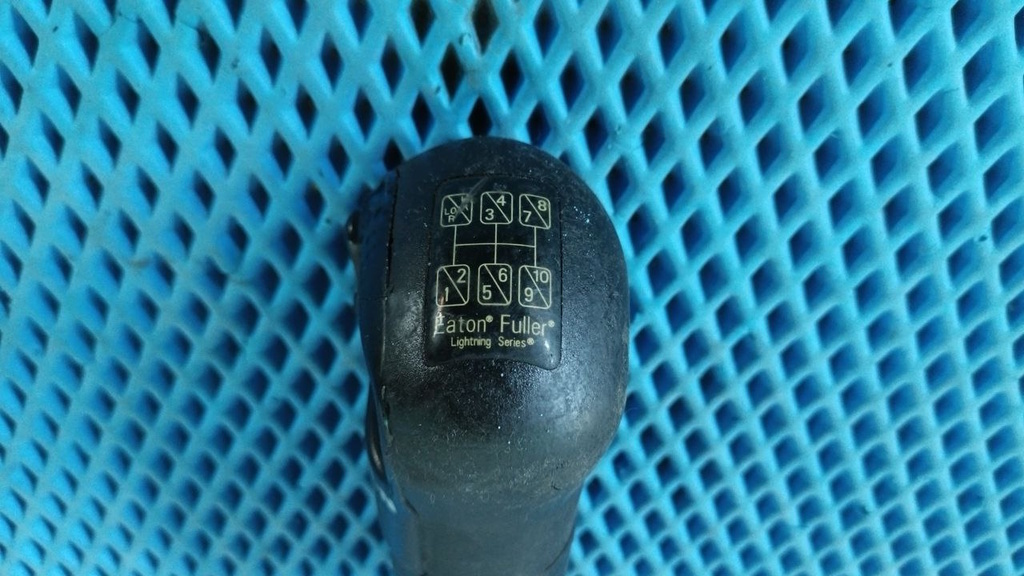 LO R 3 4 7 8
1 2 5 6 9 10
Eaton® Fuller®
Lightning Series®